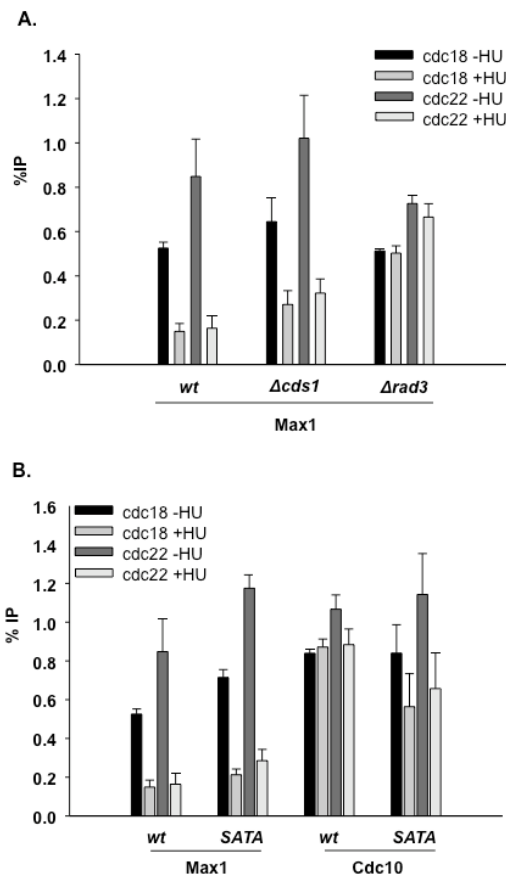 A.
1.4
1.2
1.0
0.8
0.6
0.4
0.2
0.0
%IP
cdc18 -HU
cdc18 +HU
cdc22 -HU
cdc22 +HU
wt Δcds1 Δrad3
Max1
B.
1.6
1.4
1.2
1.0
0.8
0.6
0.4
0.2
0.0
% IP
cdc18 -HU
cdc18 +HU
cdc22 -HU
cdc22 +HU
wt SATA wt SATA
Max1 Cdc10